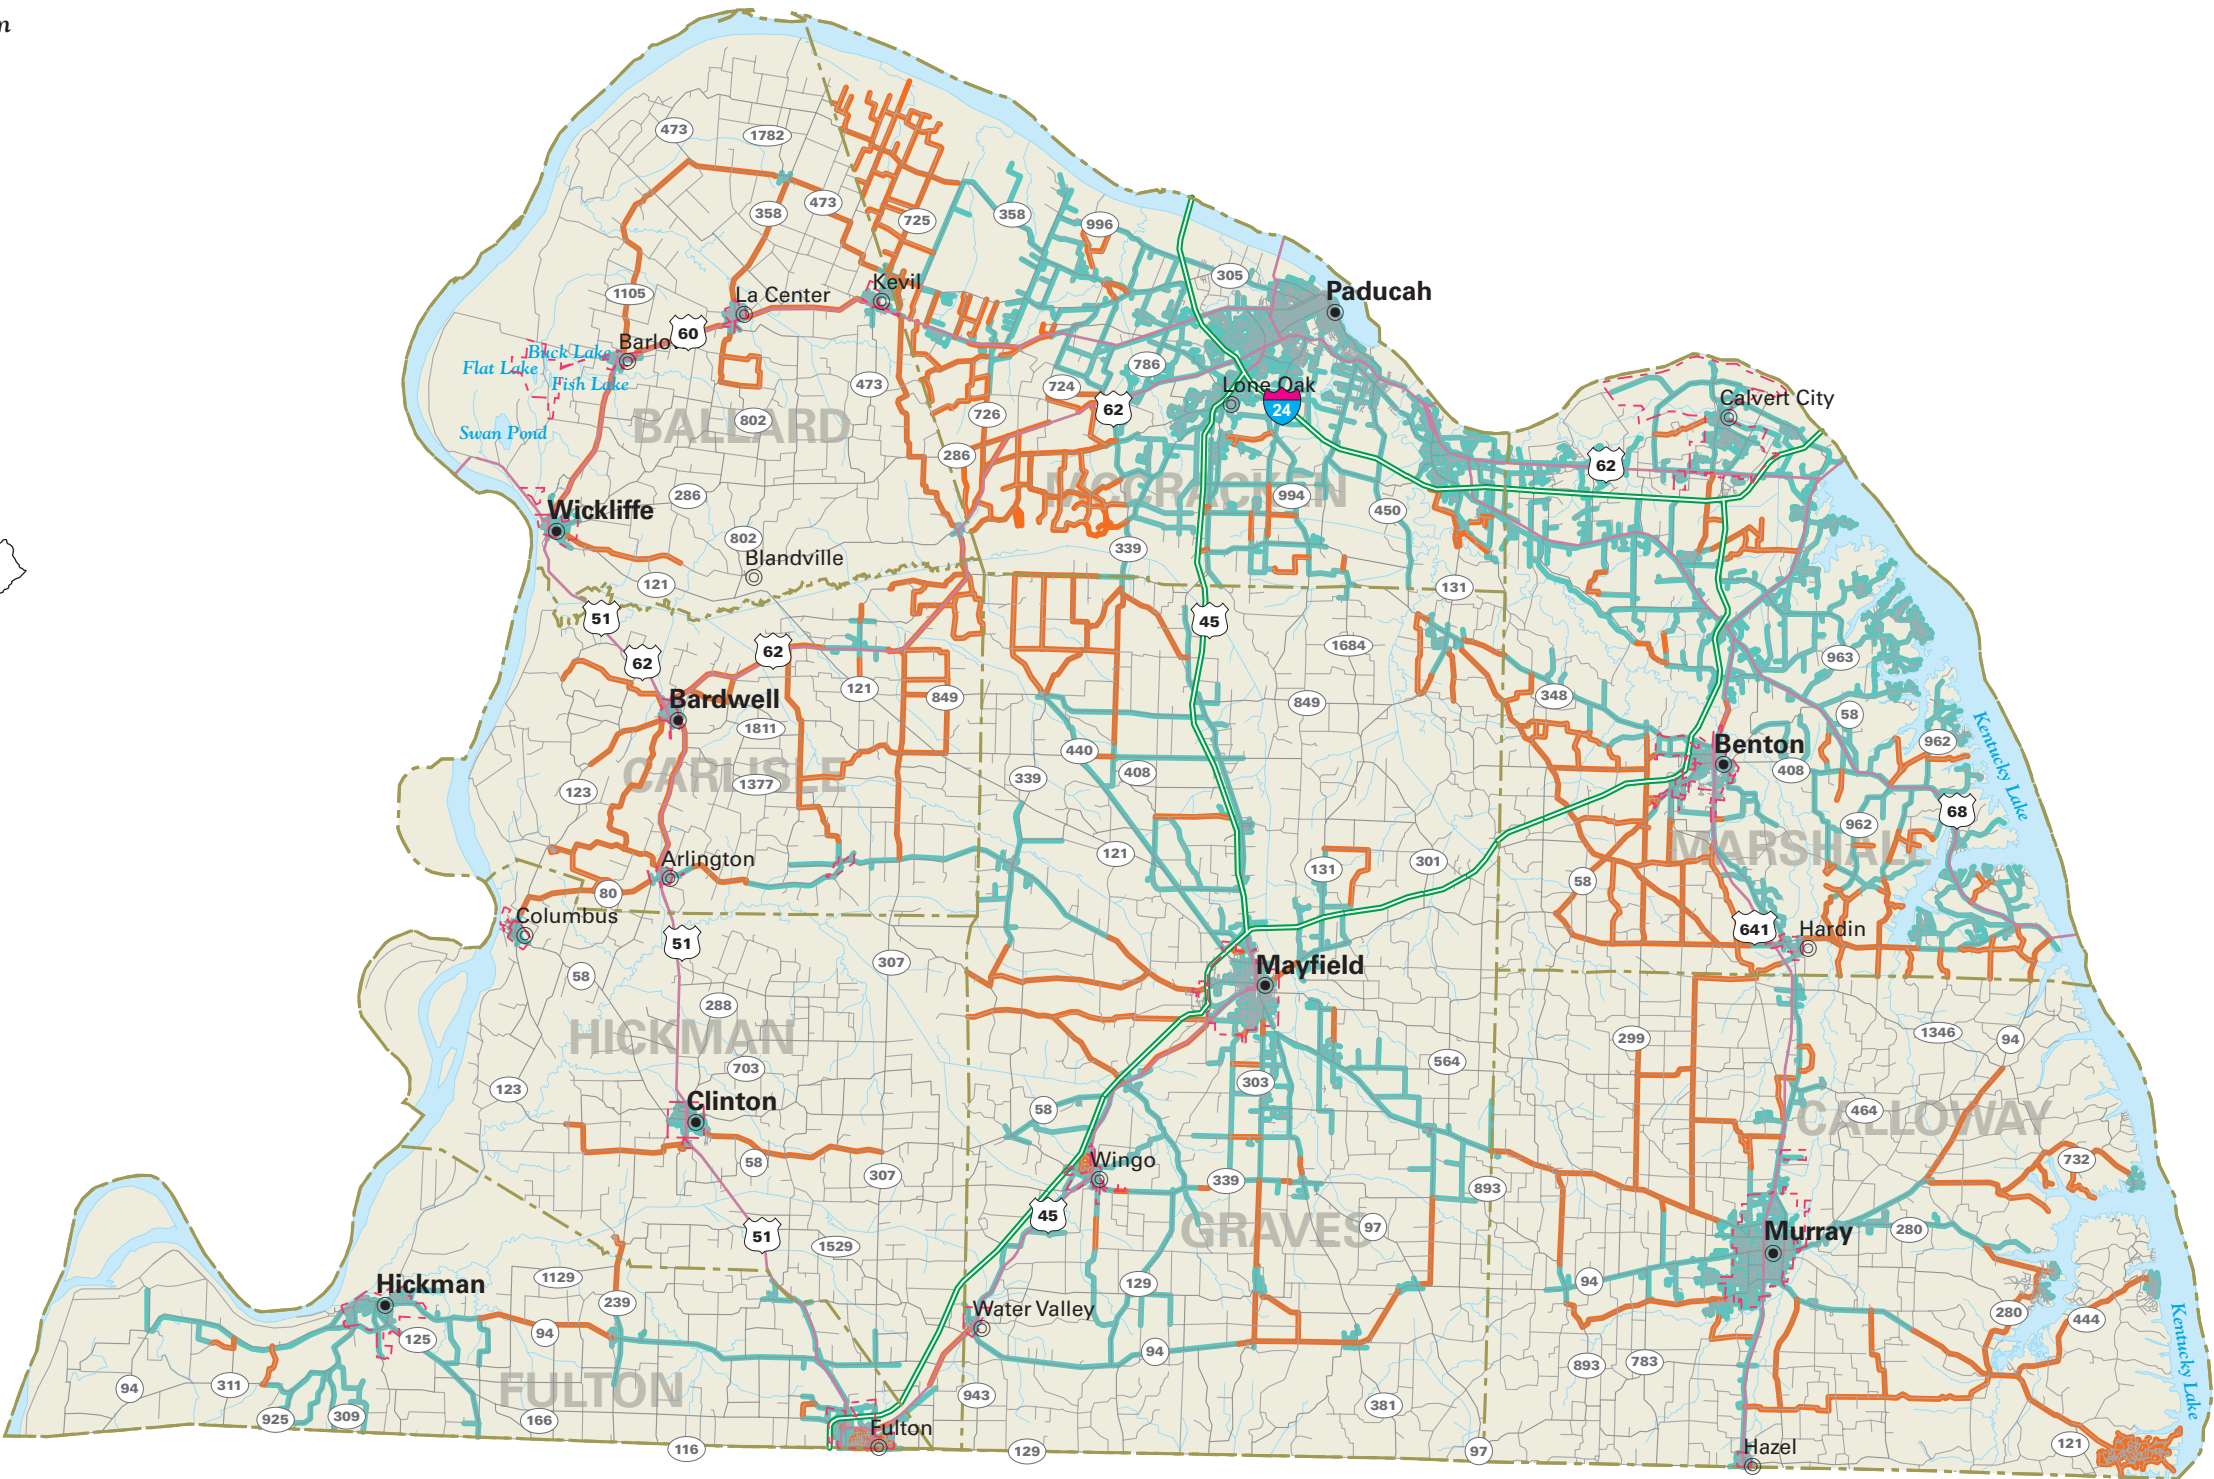 n
473
1782
358
473
725
358
996
305
Paducah
Kevil
La Center
1105
60
Barlow
Buck Lake
Flat Lake
Fish Lake
Swan Pond
BALLARD
802
473
726
724
786
62
Lone Oak
24
Calvert City
62
286
MCCRACKEN
994
450
286
Wickliffe
802
Blandville
121
339
131
51
62
62
45
1684
963
Bardwell
121
849
849
348
58
1811
Kentucky Lake
962
Benton
408
440
408
339
CARLISLE
1377
123
68
962
MARSHALL
121
131
301
58
Arlington
80
Columbus
51
641
Hardin
307
58
Mayfield
288
HICKMAN
299
1346
94
703
123
303
564
58
464
CALLOWAY
Clinton
58
307
Wingo
339
893
732
45
GRAVES
97
280
Murray
51
1529
1129
129
94
Hickman
239
Water Valley
280
444
Kentucky Lake
125
94
94
893
783
94
311
FULTON
943
381
925
309
166
Fulton
116
129
97
Hazel
121